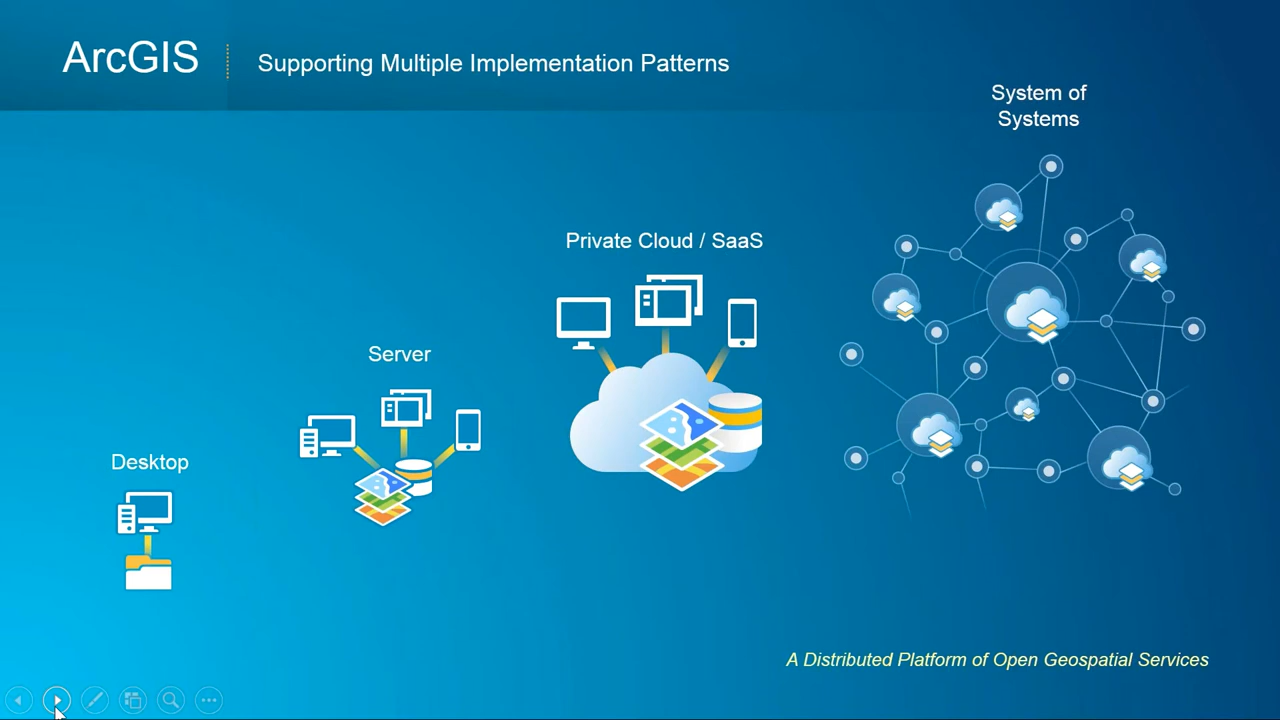 ArcGIS
Supporting Multiple Implementation Patterns
System of
Systems
Private Cloud / SaaS
Server
Desktop
A Distributed Platform of Open Geospatial Services